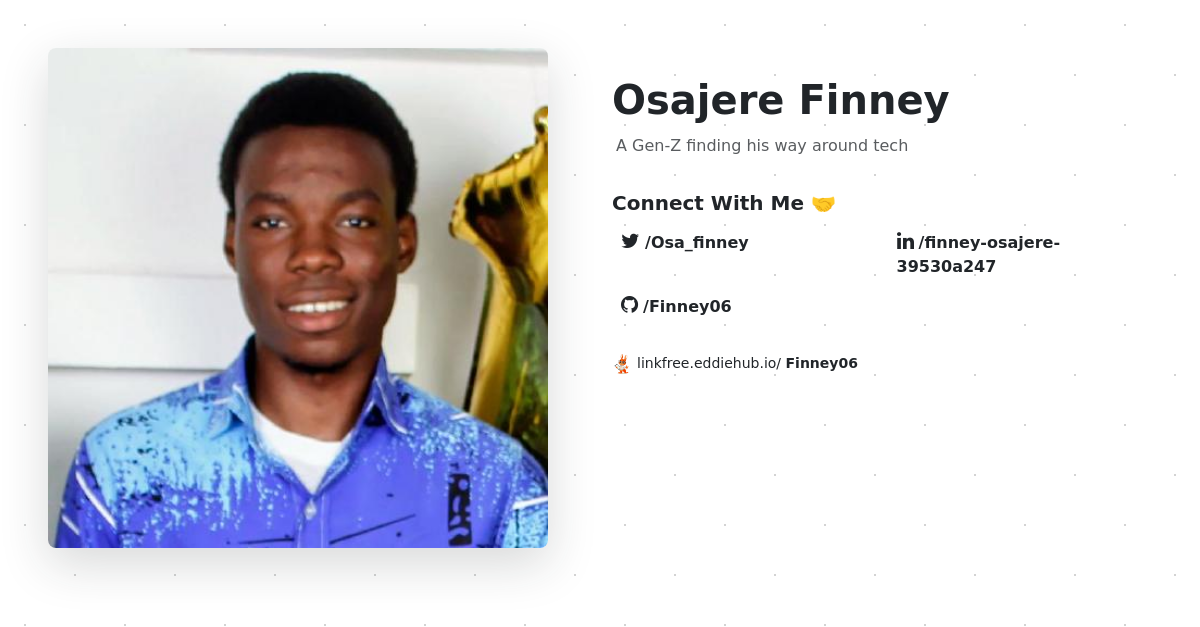 Osajere Finney
A Gen-Z finding his way around tech
Connect With Me 🤝
/Osa_finney
/finney-osajere-
39530a247
/Finney06
linkfree.eddiehub.io/ Finney06